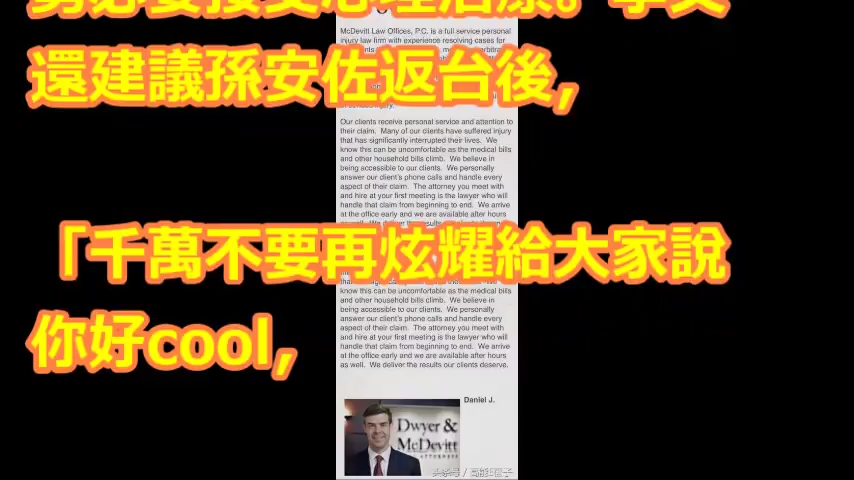 McDevitt Law Offices, P.C. is a full service personal
injury law firm with experience resolving cases for
還建議孫安佐返台後，
Our clients receive personal service and attention to
their claim. Many of our clients have suffered injury
that has significantly interrupted their lives. We
know this can be uncomfortable as the medical bills
and other household bills climb. We believe in
being accessible to our clients. We personally
answer our client's phone calls and handle every
aspect of their claim. The attorney you meet with
and hire at your first meeting is the lawyer who will
handle that claim from beginning to end. We arrive
at the office early and we are available after hours
「千萬不要再炫耀給大家說
know this can be uncomfortable as the medical bills
and other household bills climb. We believe in
being accessible to our clients. We personally
answer our client's phone calls and handle every
aspect of their claim. The attorney you meet with
and hire at your first meeting is the lawyer who will
handle that claim from beginning to end. We arrive
at the office early and we are available after hours
as well. We deliver the results our clients deserve.
你好cool，
Daniel J.
Dwyer &
McDevitt